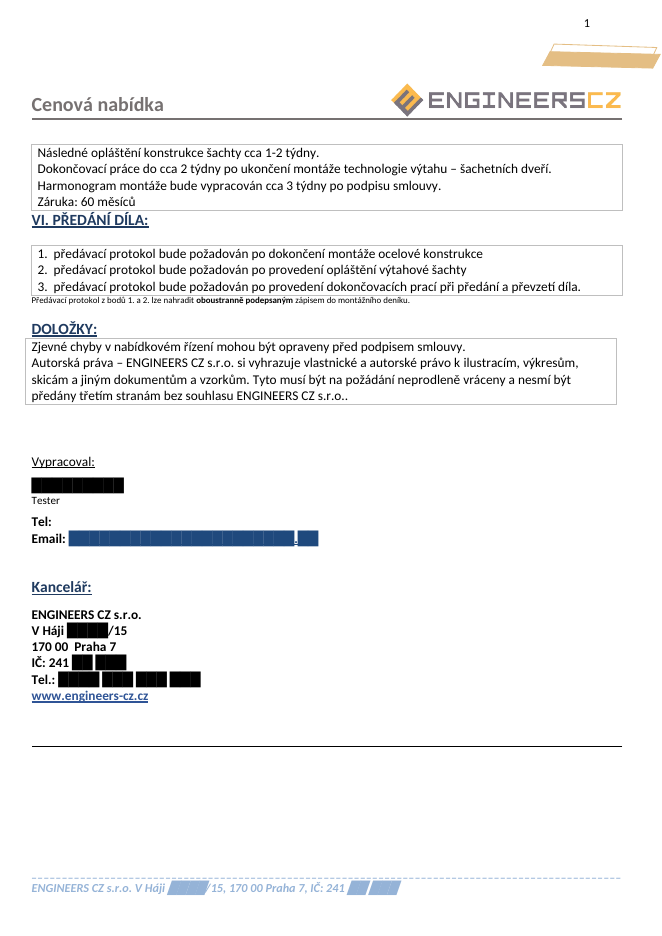 1
Cenová nabídka
ENGINEERSCZ
Následné opláštění konstrukce šachty cca 1-2 týdny.
Dokončovací práce do cca 2 týdny po ukončení montáže technologie výtahu – šachetních dveří.
Harmonogram montáže bude vypracován cca 3 týdny po podpisu smlouvy.
Záruka: 60 měsíců
VI. PŘEDÁNÍ DÍLA:
1. předávací protokol bude požadován po dokončení montáže ocelové konstrukce
2. předávací protokol bude požadován po provedení opláštění výtahové šachty
3. předávací protokol bude požadován po provedení dokončovacích prací při předání a převzetí díla.
Předávací protokol z bodů 1. a 2. lze nahradit oboustranně podepsaným zápisem do montážního deníku.
DOLOŽKY:
Zjevné chyby v nabídkovém řízení mohou být opraveny před podpisem smlouvy.
Autorská práva – ENGINEERS CZ s.r.o. si vyhrazuje vlastnické a autorské právo k ilustracím, výkresům,
skicám a jiným dokumentům a vzorkům. Tyto musí být na požádání neprodleně vráceny a nesmí být
předány třetím stranám bez souhlasu ENGINEERS CZ s.r.o..
Vypracoval:
Tester
Tel:
Email: .
Kancelář:
ENGINEERS CZ s.r.o.
V Háji /15
170 00 Praha 7
IČ: 241
Tel.:
www.engineers-cz.cz
ENGINEERS CZ s.r.o. V Háji /15, 170 00 Praha 7, IČ: 241